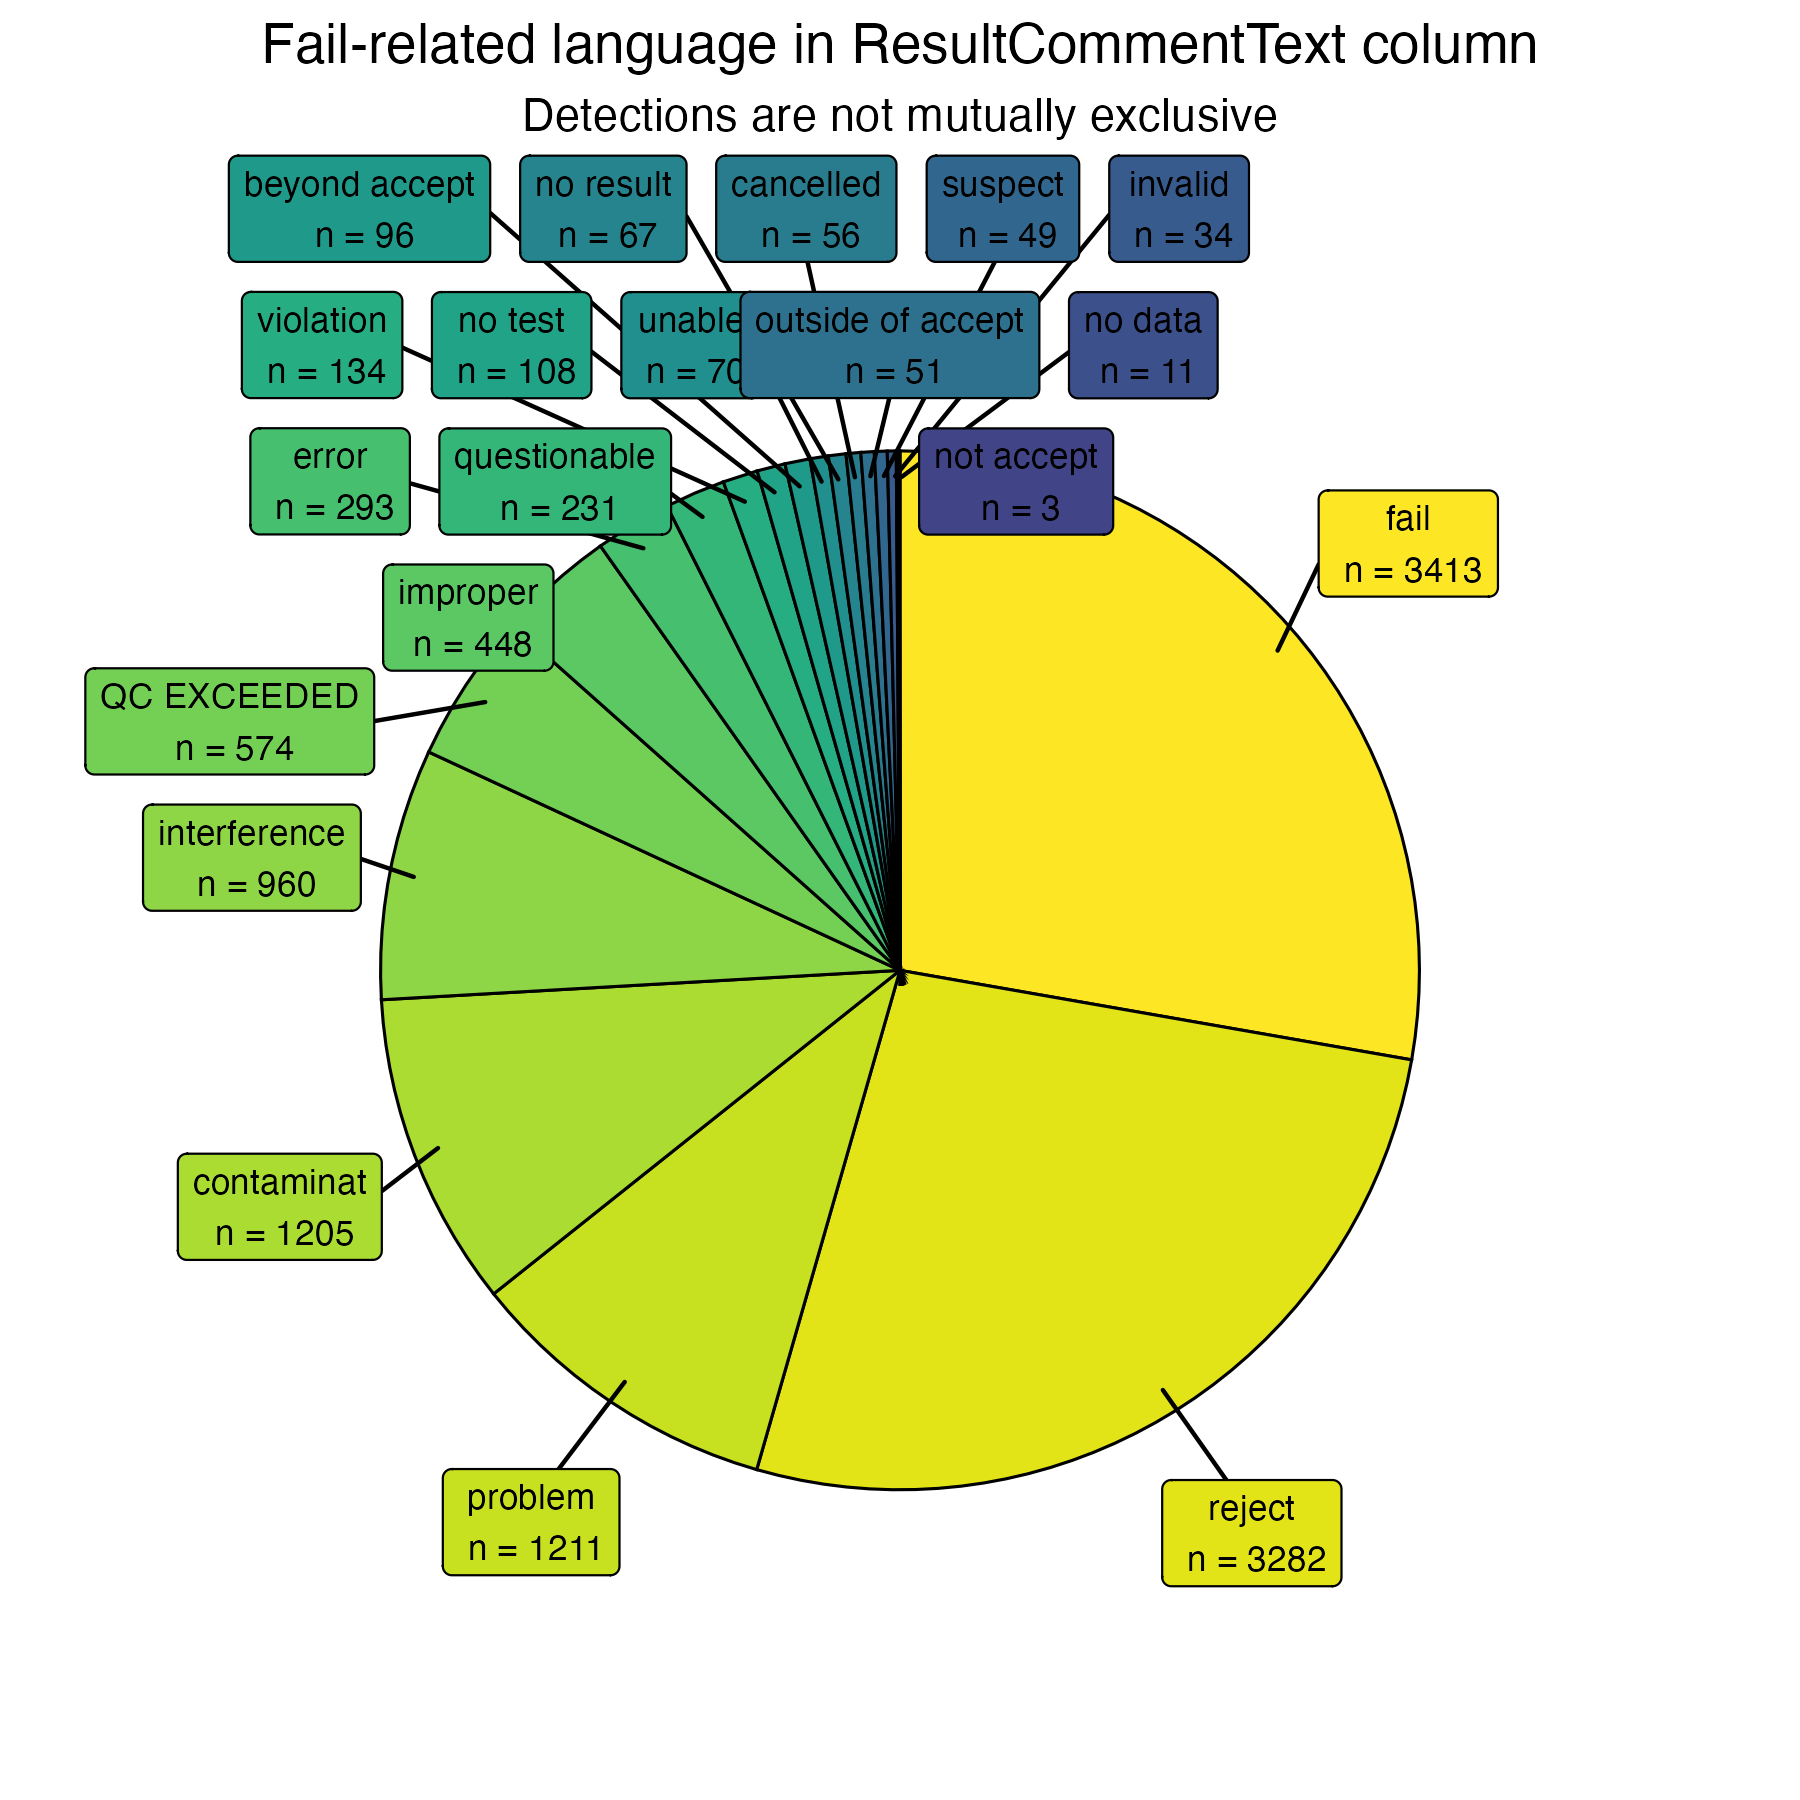 Fail-related language in ResultCommentText column
Detections are not mutually exclusive
beyond accept
n = 96
no result
n = 67
cancelled
n = 56
suspect
n = 49
invalid
n = 34
violation
n = 134
no test
n = 108
unable
n = 70
outside of accept
n = 51
no data
n = 11
error
n = 293
questionable
n = 231
not accept
n = 3
fail
n = 3413
improper
n = 448
QC EXCEEDED
n = 574
interference
n = 960
contaminat
n = 1205
problem
n = 1211
reject
n = 3282